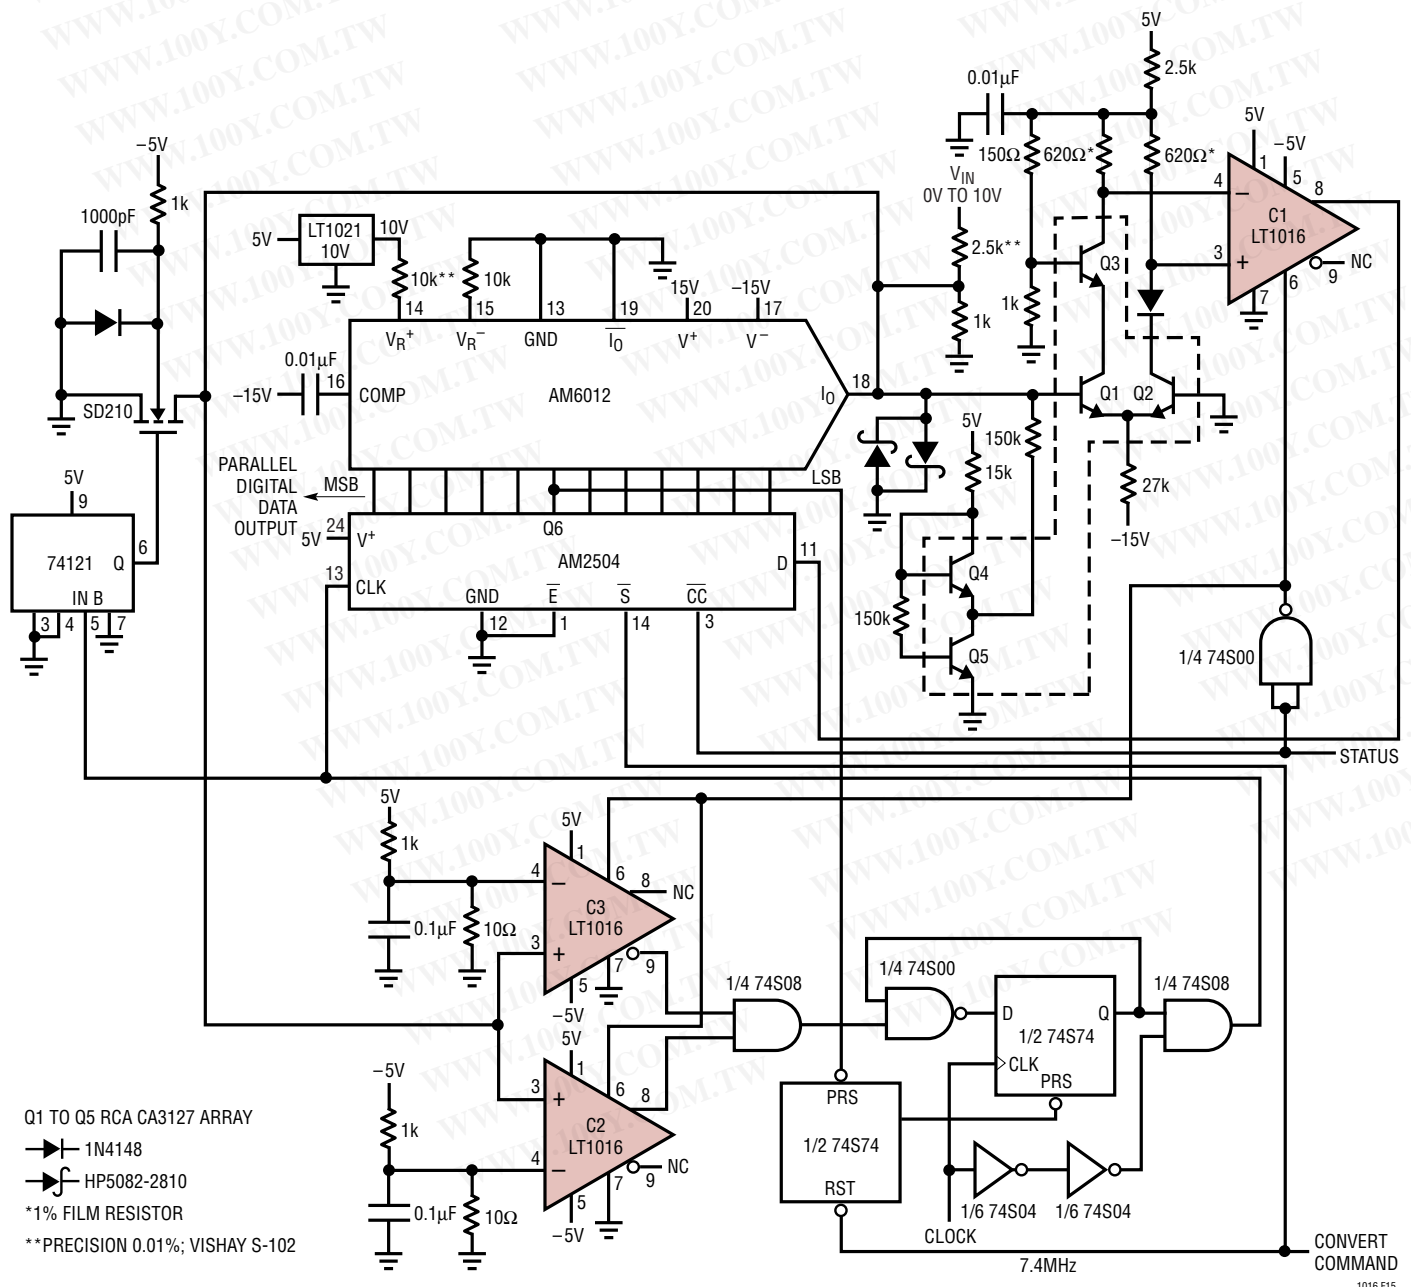 5V
2.5k
0.01µF
5V
–5V
150Ω
620Ω*
620Ω*
1
5
8
4
–
C1
LT1016
3
+
NC
9
7
6
VIN
0V TO 10V
2.5k**
1k
1k
Q3
Q1
Q2
27k
–15V
–5V
1k
1000pF
SD210
5V
LT1021
10V
10V
10k**
10k
15V
–15V
14
15
13
19
20
17
VR+
VR–
GND
IO
V+
V–
0.01µF
–15V
16
COMP
AM6012
IO
18
5V
15k
150k
150k
Q4
Q5
PARALLEL
DIGITAL
DATA
OUTPUT
MSB
LSB
5V
9
74121
Q
6
IN B
3
4
5
7
5V
24
V+
Q6
AM2504
D
11
13
CLK
GND
E
S
CC
12
1
14
3
1/4 74S00
STATUS
5V
1k
0.1µF
10Ω
5V
1
4
–
6
8
NC
C3
LT1016
3
+
7
9
5
–5V
5V
1
3
+
6
8
C2
LT1016
4
–
7
9
NC
5
–5V
–5V
1k
0.1µF
10Ω
1/4 74S08
1/4 74S00
D
Q
1/2 74S74
CLK
PRS
1/4 74S08
PRS
1/2 74S74
RST
1/6 74S04
1/6 74S04
CLOCK
7.4MHz
CONVERT
COMMAND
Q1 TO Q5 RCA CA3127 ARRAY
1N4148
HP5082-2810
*1% FILM RESISTOR
**PRECISION 0.01%; VISHAY S-102
1016 F15
WWW.100Y.COM.TW